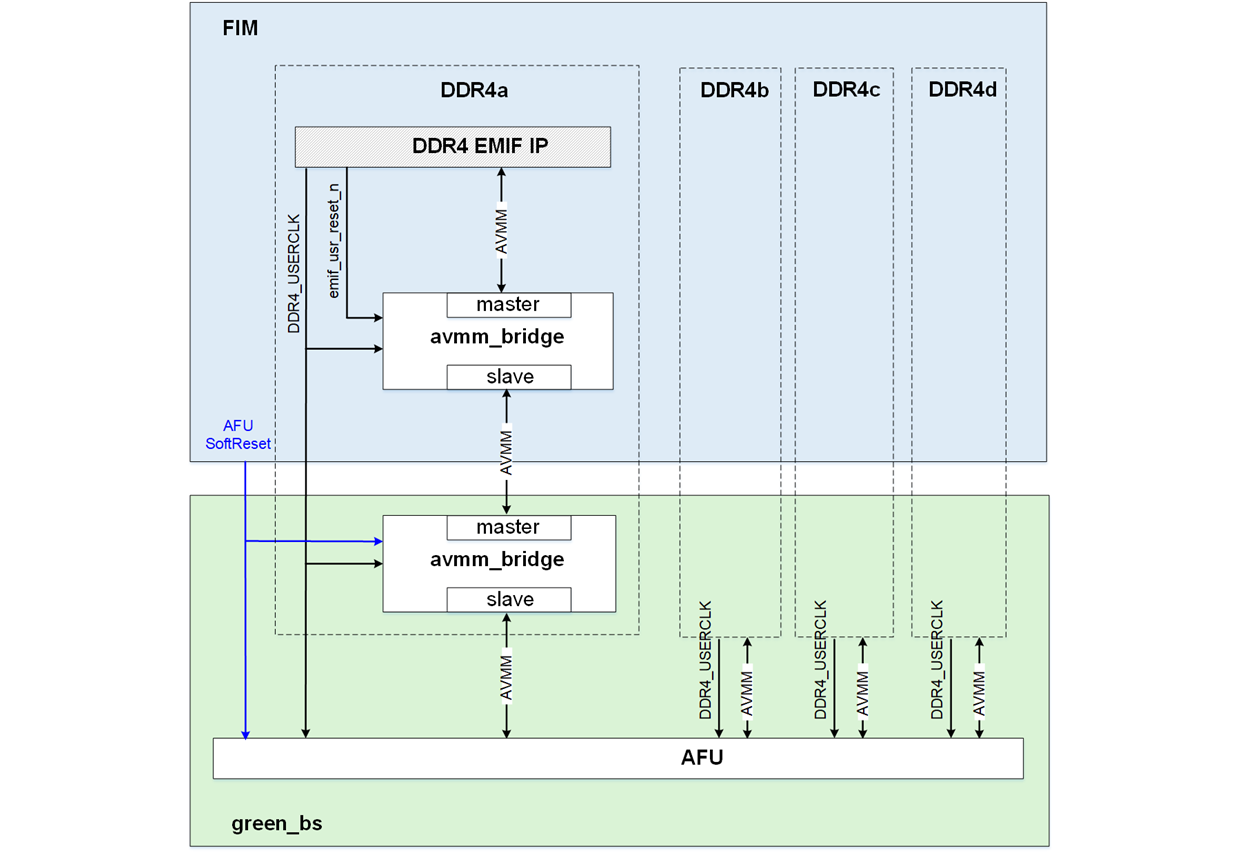 FIM
DDR4a
DDR4b
DDR4c
DDR4d
DDR4 EMIF IP
DDR4_USERCLK
emif_usr_reset_n
AVMM
master
avmm_bridge
slave
AFU
SoftReset
AVMM
master
avmm_bridge
slave
AVMM
DDR4_USERCLK
AVMM
DDR4_USERCLK
AVMM
DDR4_USERCLK
AVMM
AFU
green_bs